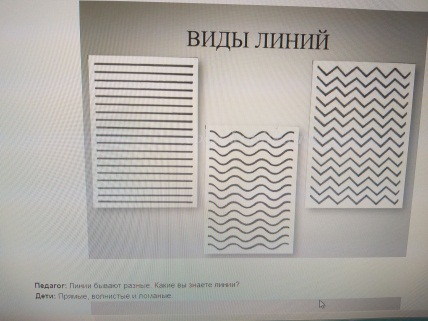 ВИДЫ ЛИНИЙ
Педагог: Линии бывают разные. Какие вы знаете линии?
Дети: Прямые, волнистые и ломаные.